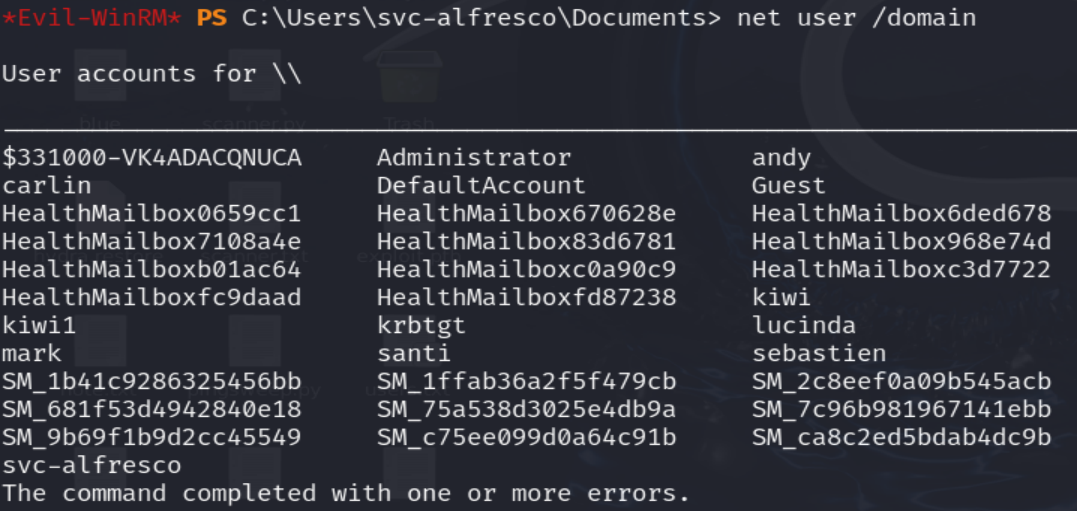 *Evil-WinRM* PS C:\Users\svc-alfresco\Documents> net user /domain
User accounts for \\
-------------------------------------------------------------------------------
$331000-VK4ADACQNUCA Administrator andy
carlin DefaultAccount Guest
HealthMailbox0659cc1 HealthMailbox670628e HealthMailbox6ded678
HealthMailbox7108a4e HealthMailbox83d6781 HealthMailbox968e74d
HealthMailboxb01ac64 HealthMailboxc0a90c9 HealthMailboxc3d7722
HealthMailboxfc9daad HealthMailboxfd87238 kiwi
kiwi1 krbtgt lucinda
mark santi sebastien
SM_1b41c9286325456bb SM_1ffab36a2f5f479cb SM_2c8eef0a09b545acb
SM_681f53d4942840e18 SM_75a538d3025e4db9a SM_7c96b981967141ebb
SM_9b69f1b9d2cc45549 SM_c75ee099d0a64c91b SM_ca8c2ed5bdab4dc9b
svc-alfresco
The command completed with one or more errors.